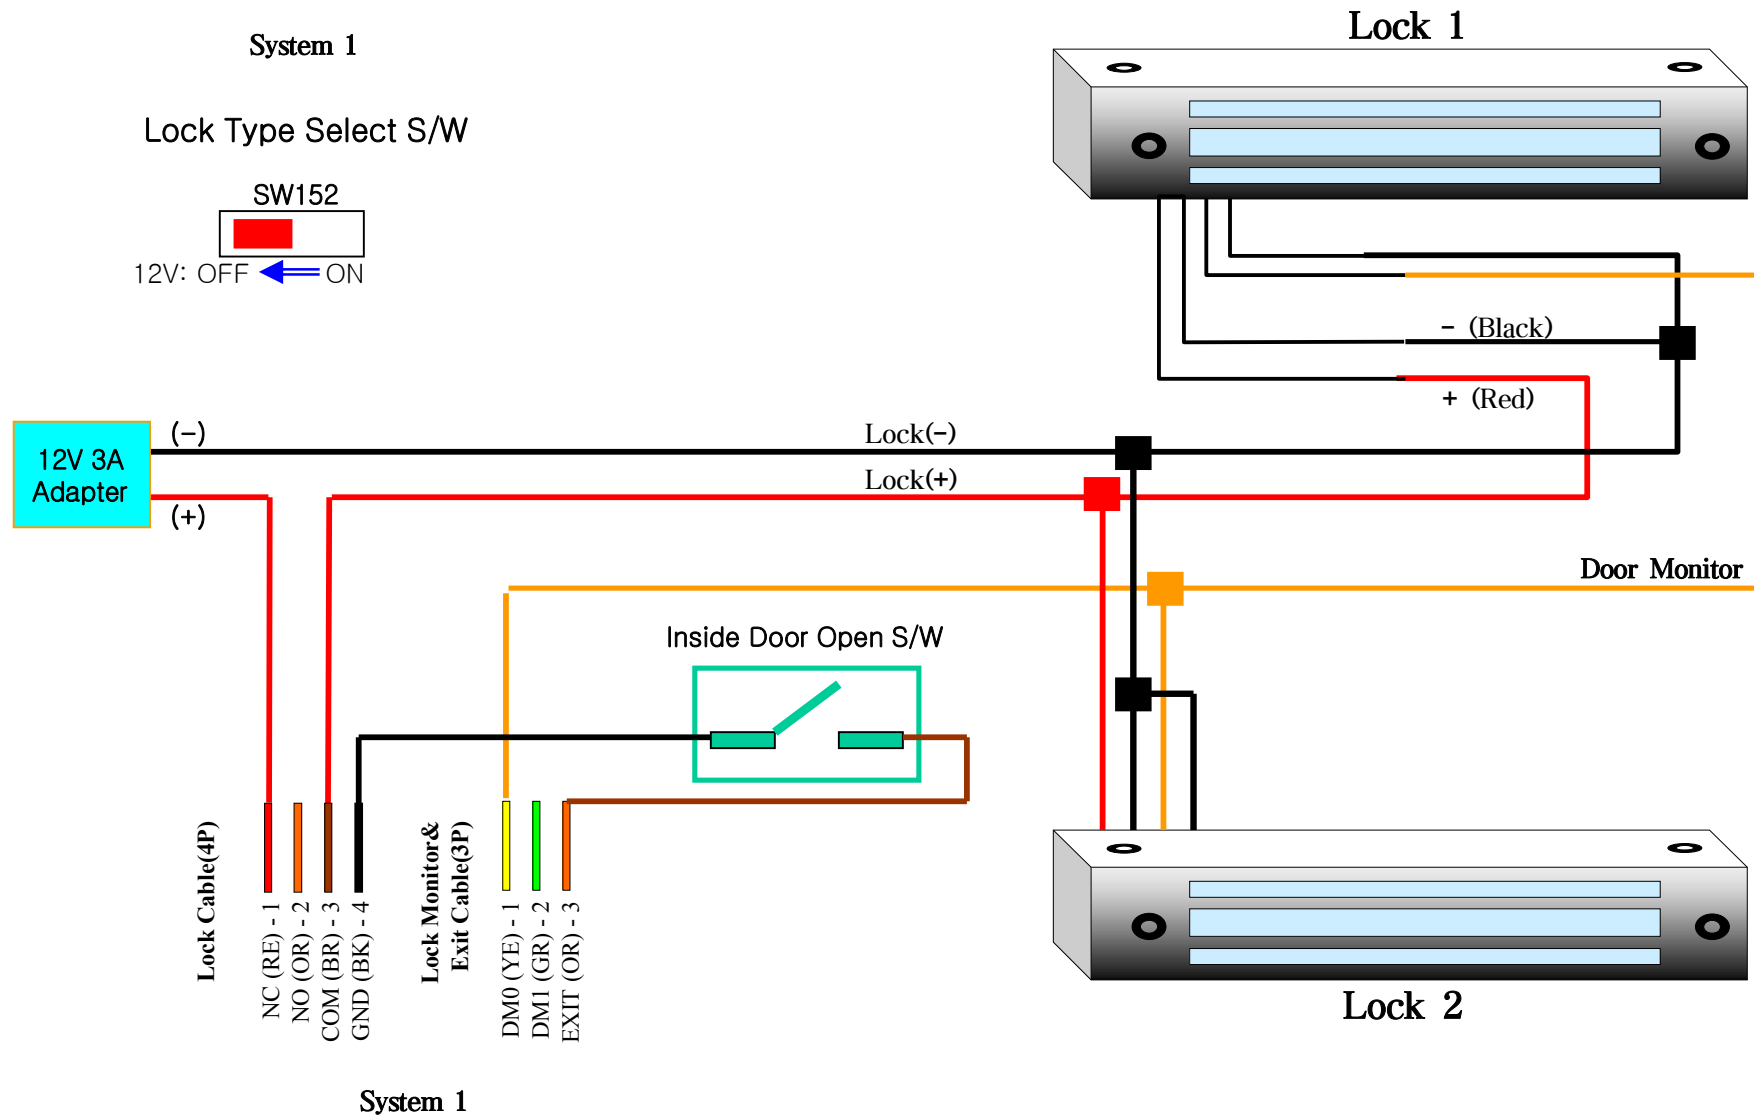 System 1
Lock 1
Lock Type Select S/W
SW152
12V: OFF ON
- (Black)
+ (Red)
(-)
Lock(-)
12V 3A
Adapter
Lock(+)
(+)
Door Monitor
Inside Door Open S/W
Lock Cable(4P)
NC (RE) - 1
NO (OR) - 2
COM (BR) - 3
GND (BK) - 4
Lock Monitor&
Exit Cable(3P)
DM0 (YE) - 1
DM1 (GR) - 2
EXIT (OR) - 3
Lock 2
System 1